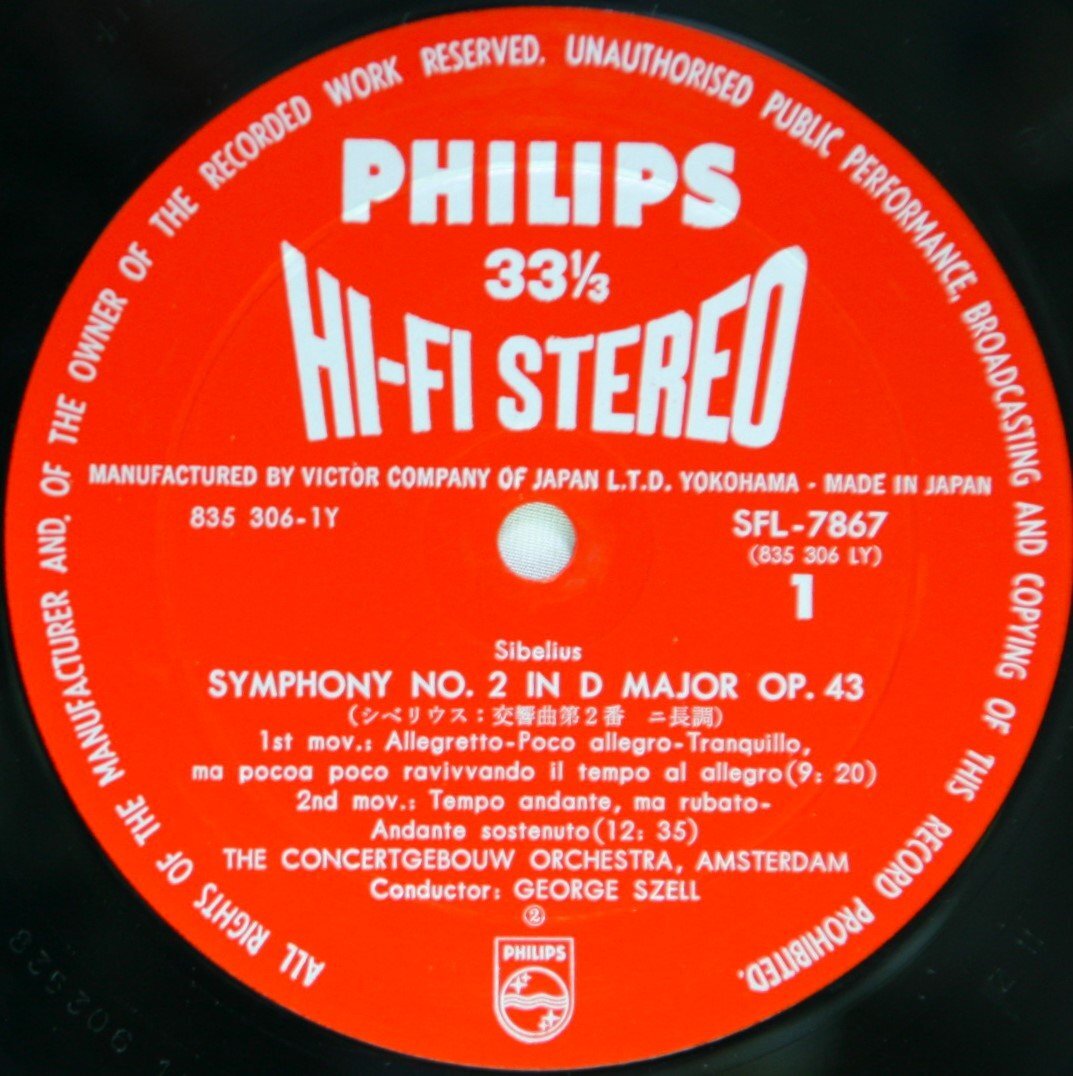 ALL RIGHTS OF THE MANUFACTURER AND. OF THE OWNER OF THE RECORDED WORK RESERVED. UNAUTHORISED PUBLIC PERFORMANCE, BROADCASTING AND COPYING OF THIS RECORD PROHIBITED.
PHILIPS
33⅓
HI-FI STEREO
MANUFACTURED BY VICTOR COMPANY OF JAPAN L.T.D. YOKOHAMA - MADE IN JAPAN
835 306-1Y
SFL-7867
(835 306 LY)
1
Sibelius
SYMPHONY NO. 2 IN D MAJOR OP. 43
(シベリウス：交響曲第２番 ニ長調)
1st mov.: Allegretto-Poco allegro-Tranquillo,
ma pocoa poco ravivvando il tempo al allegro(9: 20)
2nd mov.: Tempo andante, ma rubato-
Andante sostenuto(12: 35)
THE CONCERTGEBOUW ORCHESTRA, AMSTERDAM
Conductor: GEORGE SZELL
②
PHILIPS